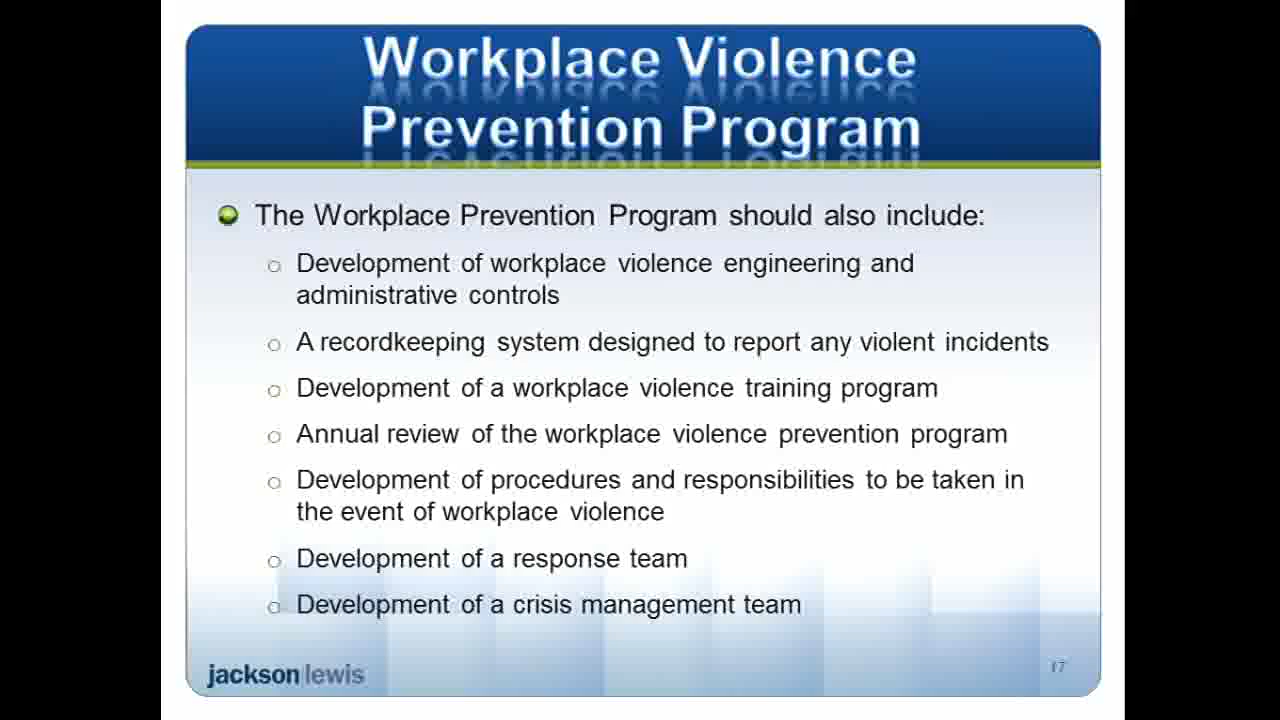 Workplace Violence
Prevention Program
The Workplace Prevention Program should also include:
Development of workplace violence engineering and
administrative controls
A recordkeeping system designed to report any violent incidents
Development of a workplace violence training program
Annual review of the workplace violence prevention program
Development of procedures and responsibilities to be taken in
the event of workplace violence
Development of a response team
Development of a crisis management team
jackson lewis
17